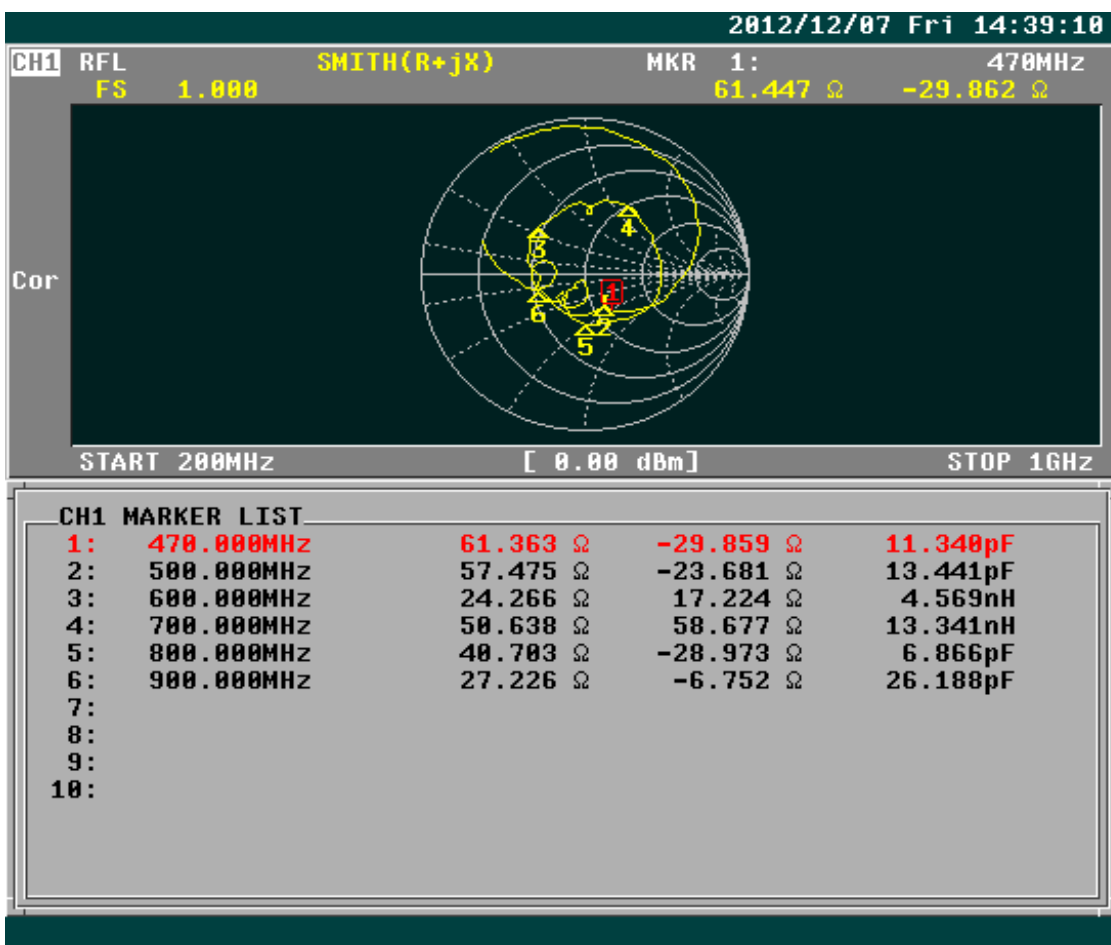 2012/12/07 Fri 14:39:10
CH1 RFL SMITH(R+jX) MKR 1: 470MHz
FS 1.000 61.447 Ω -29.862 Ω
4
3
Cor
1
6
2
5
START 200MHz [ 0.00 dBm] STOP 1GHz
CH1 MARKER LIST
1: 470.000MHz 61.363 Ω -29.859 Ω 11.340pF
2: 500.000MHz 57.475 Ω -23.681 Ω 13.441pF
3: 600.000MHz 24.266 Ω 17.224 Ω 4.569nH
4: 700.000MHz 50.638 Ω 58.677 Ω 13.341nH
5: 800.000MHz 40.703 Ω -28.973 Ω 6.866pF
6: 900.000MHz 27.226 Ω -6.752 Ω 26.188pF
7:
8:
9:
10: